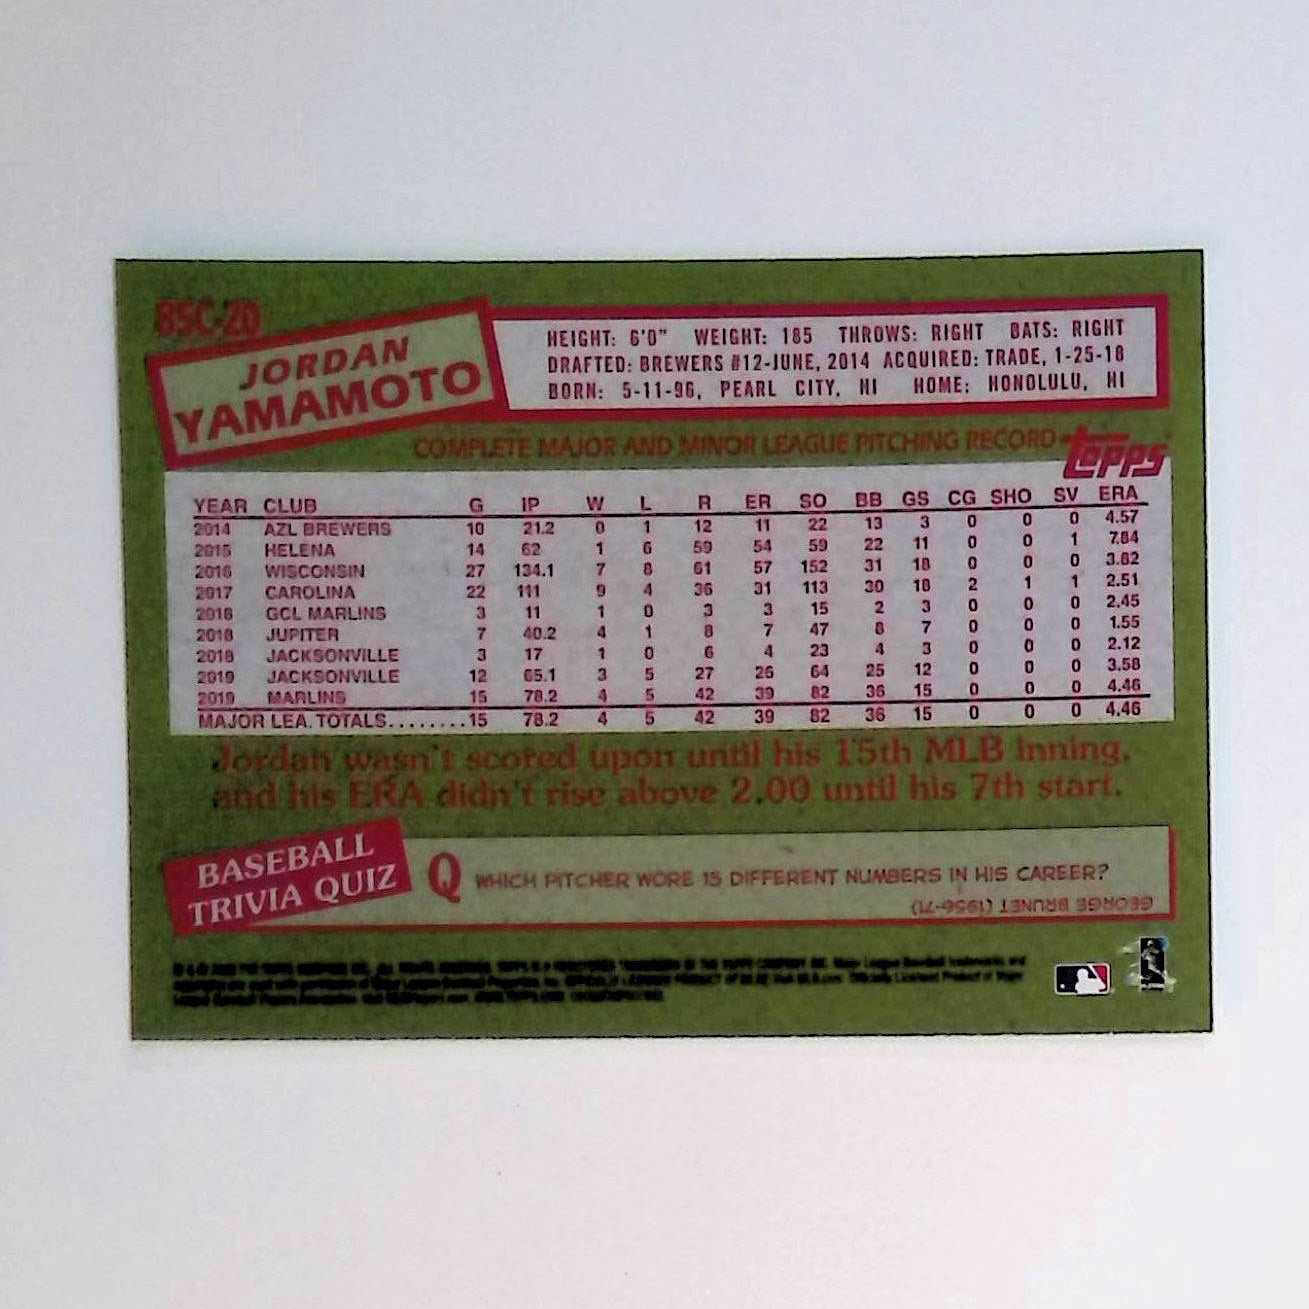 85C-20
JORDAN
YAMAMOTO
HEIGHT: 6'0" WEIGHT: 185 THROWS: RIGHT BATS: RIGHT
DRAFTED: BREWERS #12-JUNE, 2014 ACQUIRED: TRADE, 1-25-18
BORN: 5-11-96, PEARL CITY, HI HOME: HONOLULU, HI
COMPLETE MAJOR AND MINOR LEAGUE PITCHING RECORD
topps
YEAR CLUB G IP W L R ER SO BB GS CG SHO SV ERA
2014 AZL BREWERS 10 21.2 0 1 12 11 22 13 3 0 0 0 4.57
2015 HELENA 14 62 1 6 59 54 59 22 11 0 0 1 7.84
2016 WISCONSIN 27 134.1 7 8 61 57 152 31 18 0 0 0 3.82
2017 CAROLINA 22 111 9 4 36 31 113 30 18 2 1 1 2.51
2018 GCL MARLINS 3 11 1 0 3 3 15 2 3 0 0 0 2.45
2018 JUPITER 7 40.2 4 1 8 7 47 8 7 0 0 0 1.55
2018 JACKSONVILLE 3 17 1 0 6 4 23 4 3 0 0 0 2.12
2019 JACKSONVILLE 12 65.1 3 5 27 26 64 25 12 0 0 0 3.58
2019 MARLINS 15 78.2 4 5 42 39 82 36 15 0 0 0 4.46
MAJOR LEA. TOTALS........15 78.2 4 5 42 39 82 36 15 0 0 0 4.46
Jordan wasn't scored upon until his 15th MLB inning,
and his ERA didn't rise above 2.00 until his 7th start.
BASEBALL
TRIVIA QUIZ
Q WHICH PITCHER WORE 15 DIFFERENT NUMBERS IN HIS CAREER?
GEORGE BRUNET (1956-71)